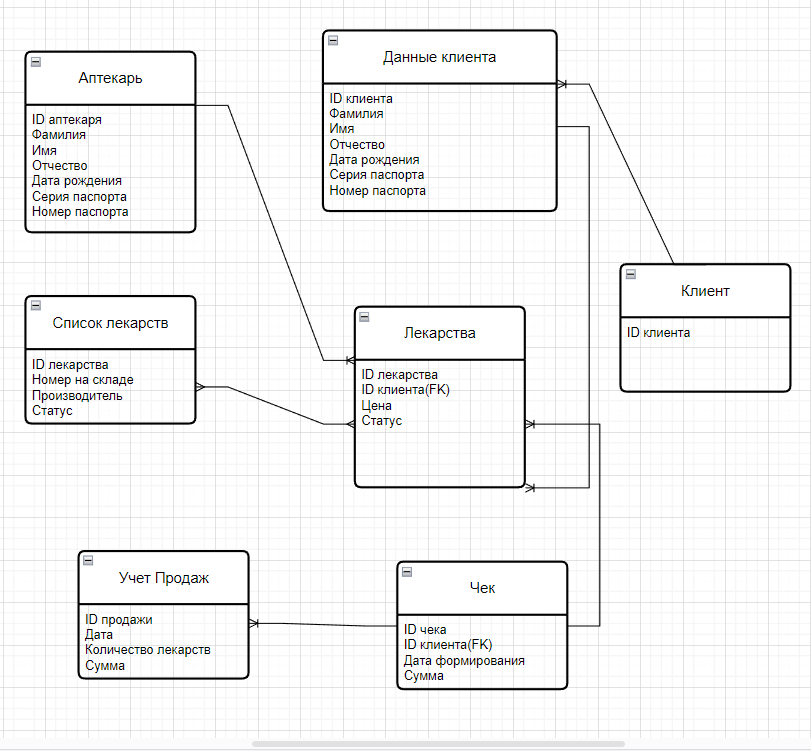 Аптекарь
ID аптекаря
Фамилия
Имя
Отчество
Дата рождения
Серия паспорта
Номер паспорта
Данные клиента
ID клиента
Фамилия
Имя
Отчество
Дата рождения
Серия паспорта
Номер паспорта
Клиент
ID клиента
Список лекарств
ID лекарства
Номер на складе
Производитель
Статус
Лекарства
ID лекарства
ID клиента(FK)
Цена
Статус
Учет Продаж
ID продажи
Дата
Количество лекарств
Сумма
Чек
ID чека
ID клиента(FK)
Дата формирования
Сумма